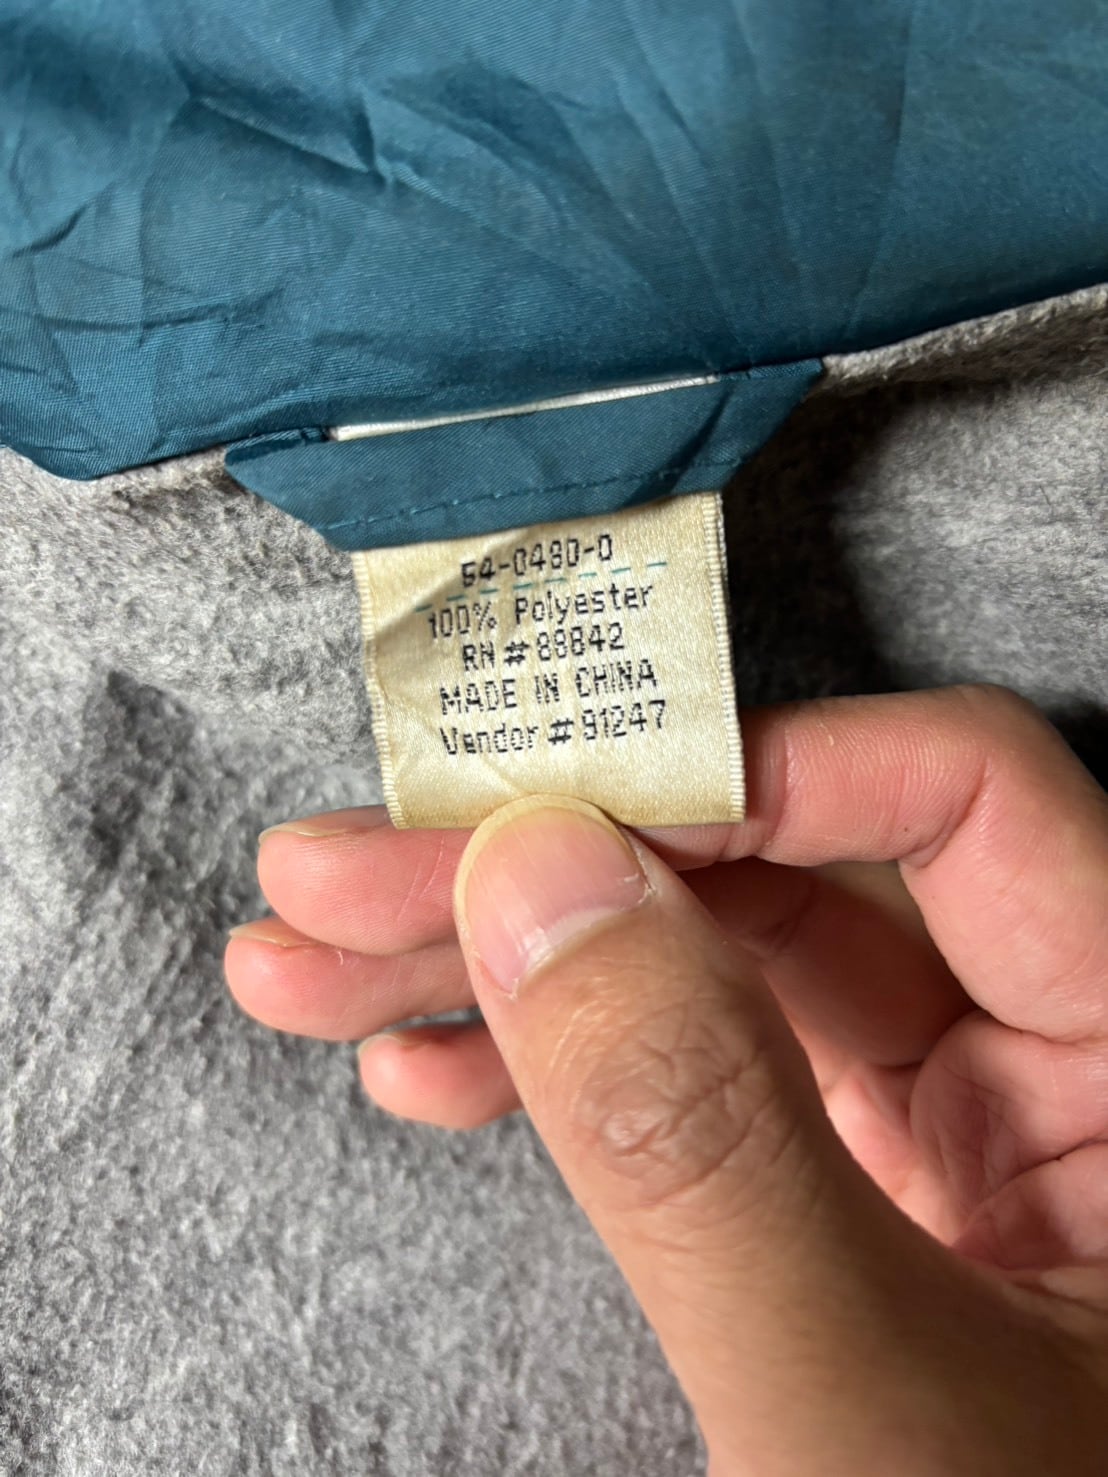 54-0480-0
100% Polyester
RN #88842
MADE IN CHINA
Vendor #91247